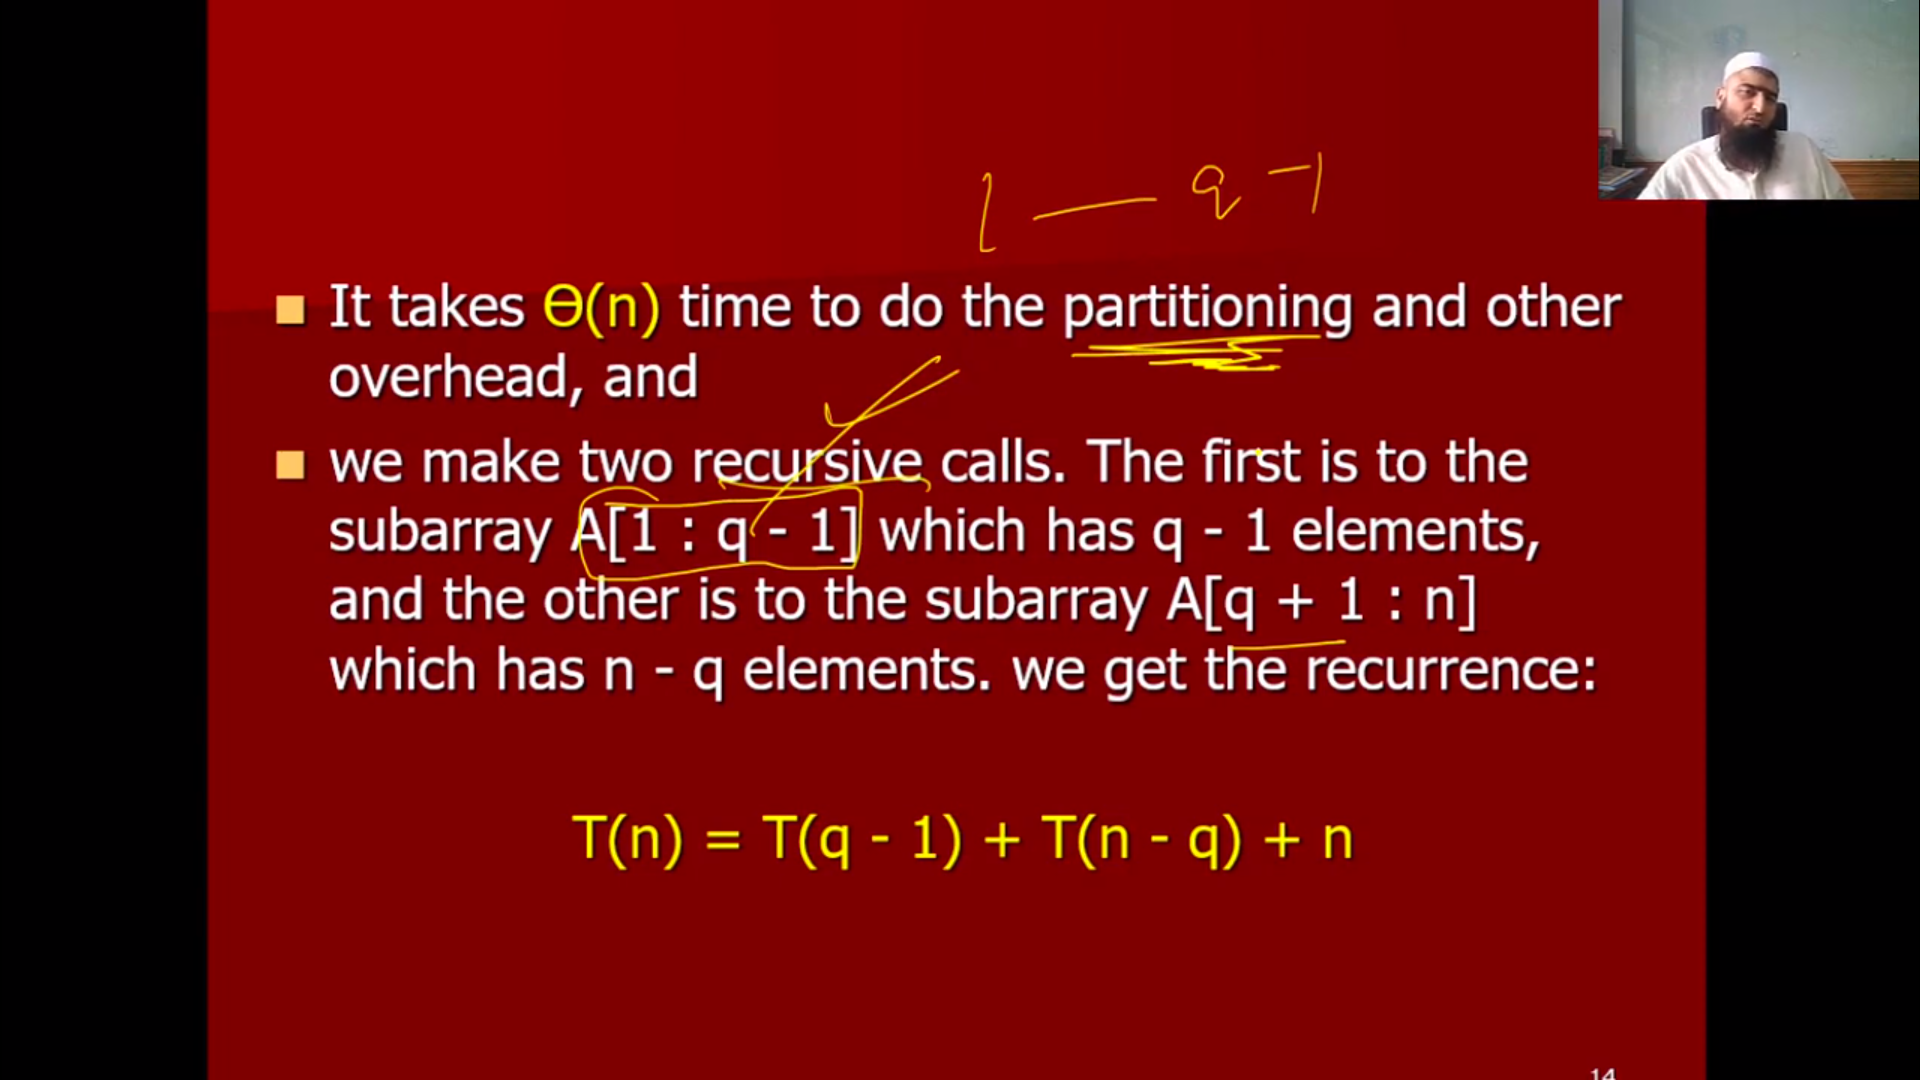 1 — q -1
It takes Θ(n) time to do the partitioning and other
overhead, and
we make two recursive calls. The first is to the
subarray A[1 : q - 1] which has q - 1 elements,
and the other is to the subarray A[q + 1 : n]
which has n - q elements. we get the recurrence:
T(n) = T(q - 1) + T(n - q) + n
14